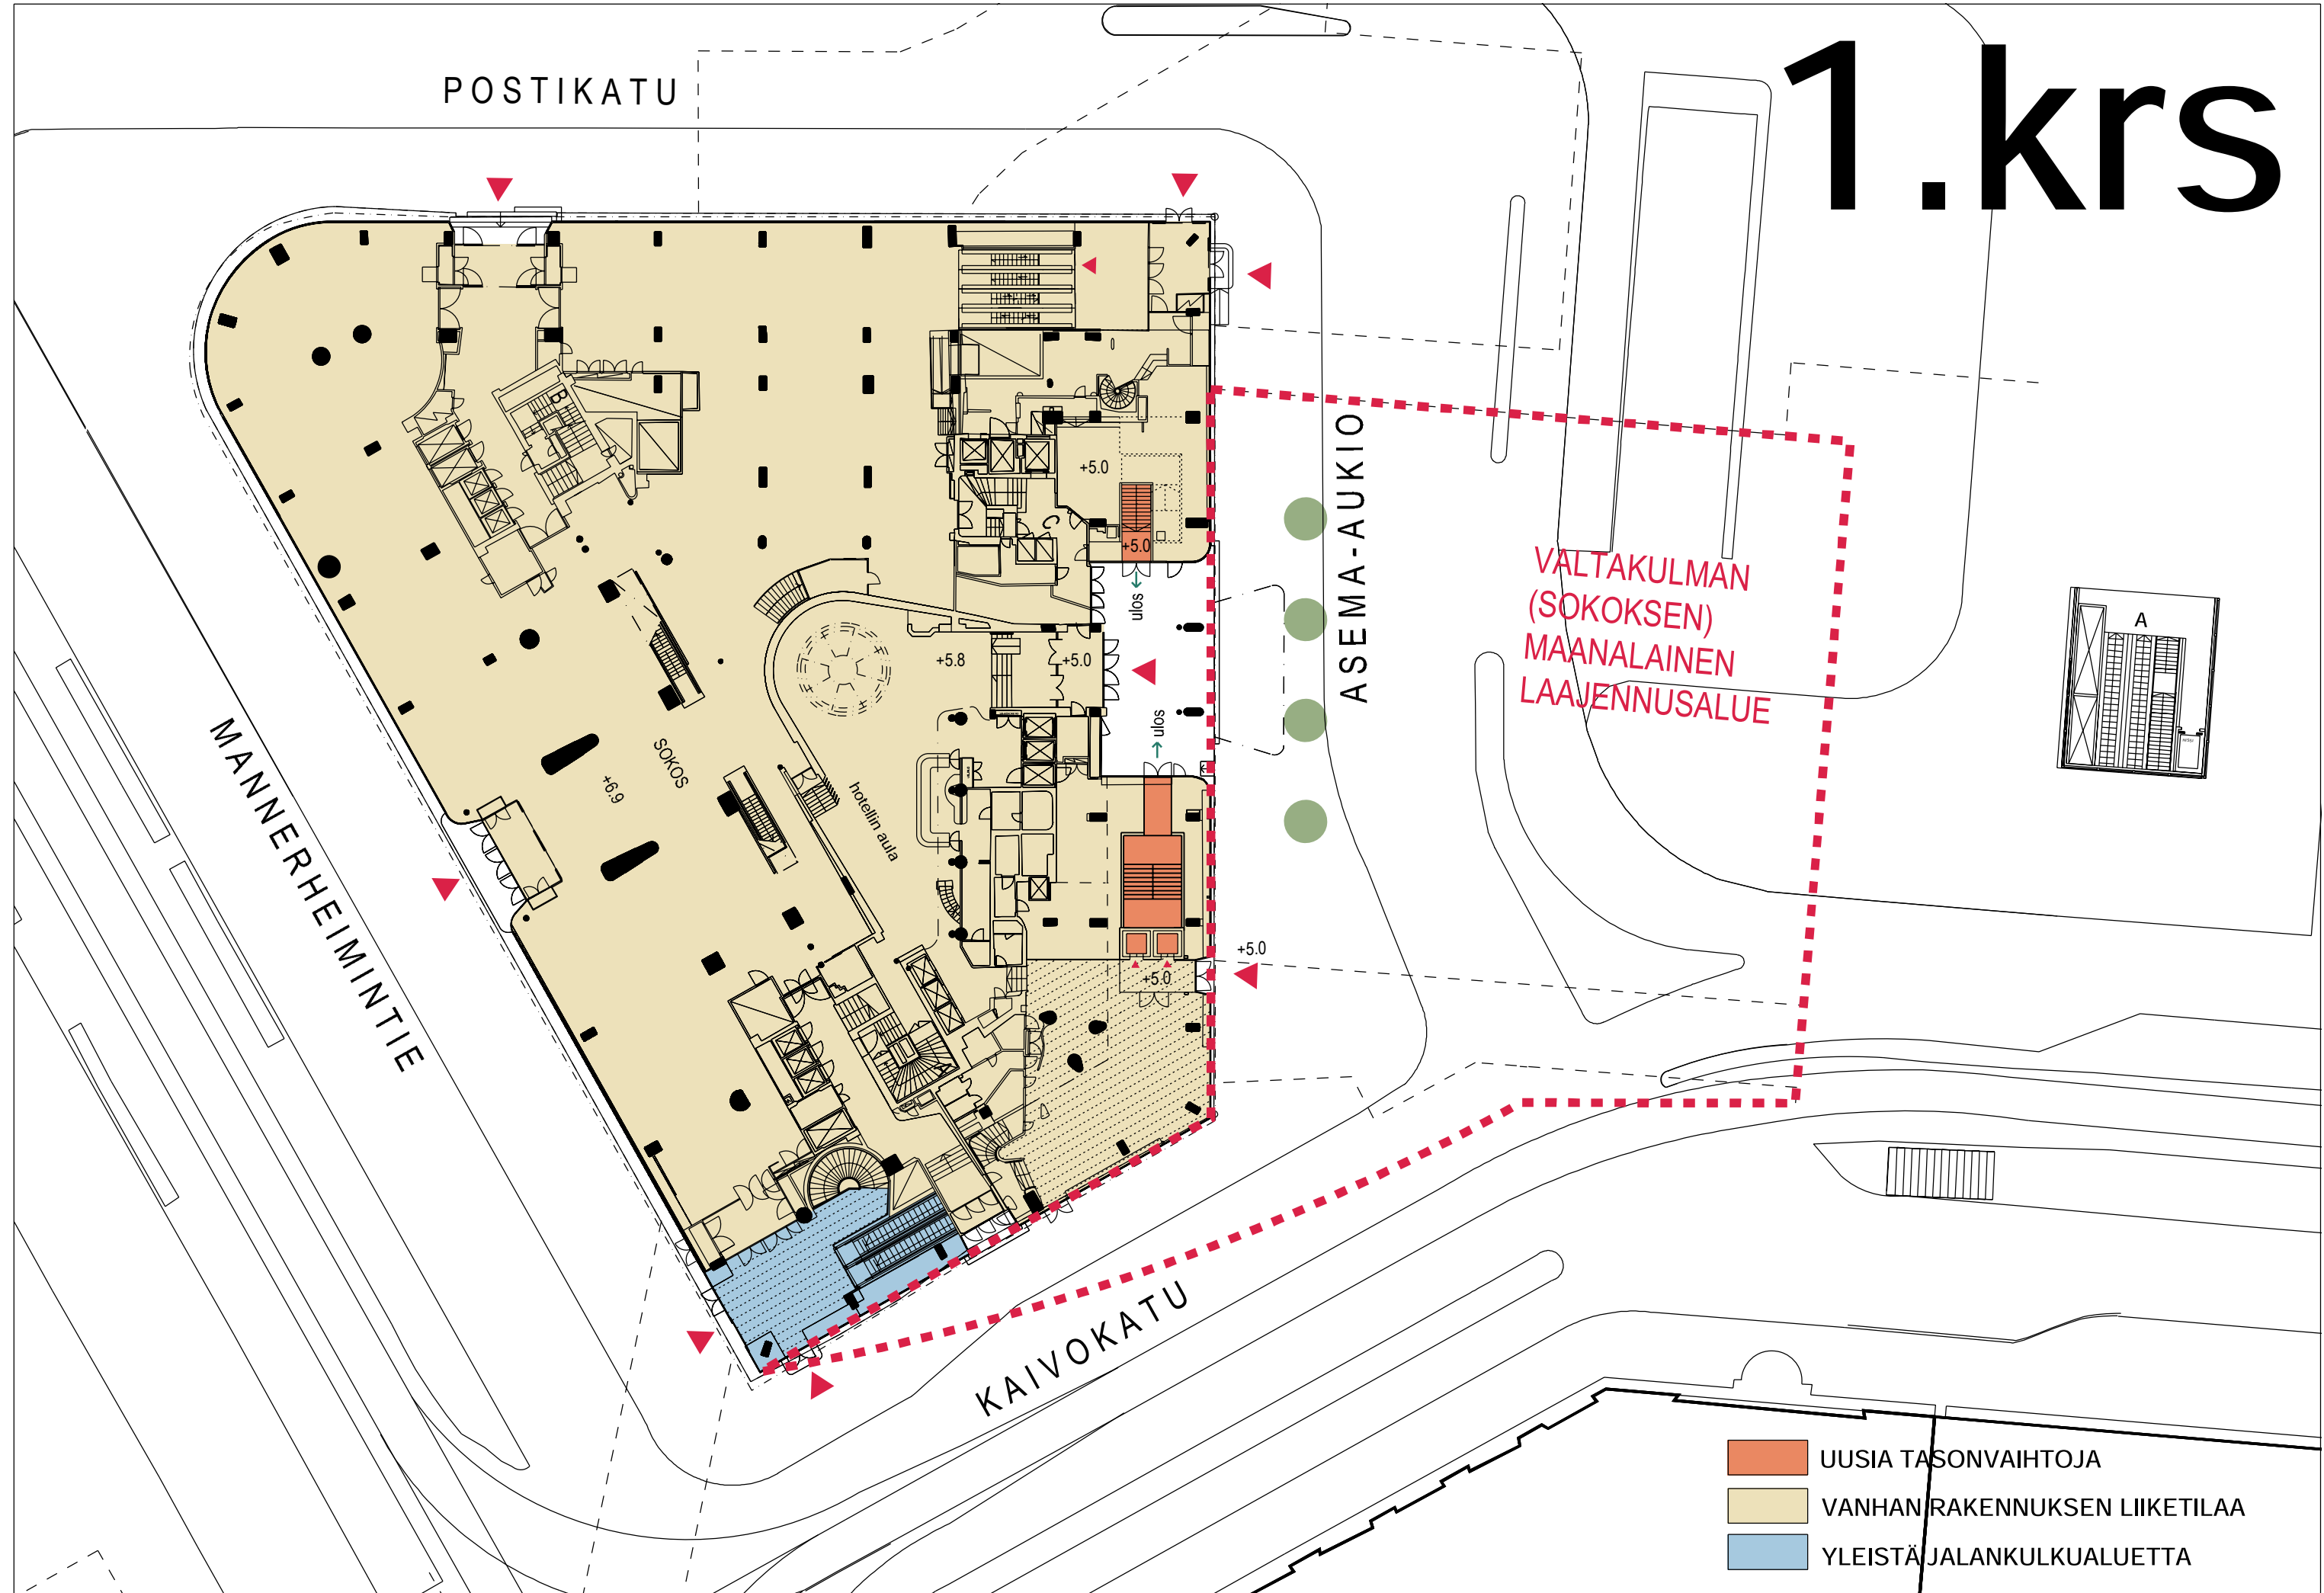 1.krs
POSTIKATU
B
+5.0
C
+5.0
ulos
ASEMA-AUKIO
VALTAKULMAN
(SOKOKSEN)
MAANALAINEN
LAAJENNUSALUE
A
+5.8
+5.0
ulos
SOKOS
+6.9
hotellin aula
MANNERHEIMINTIE
+5.0
+5.0
KAIVOKATU
UUSIA TASONVAIHTOJA
VANHAN RAKENNUKSEN LIIKETILAA
YLEISTÄ JALANKULKUALUETTA